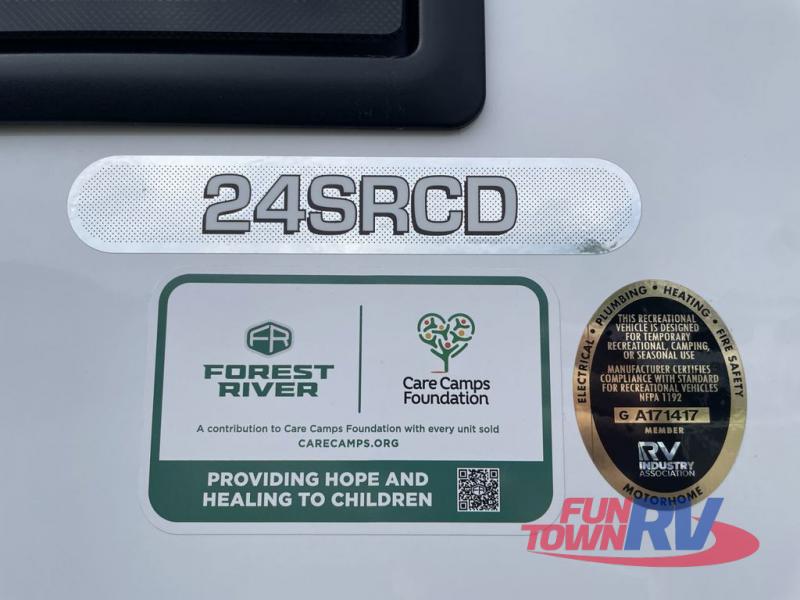 24SRCD
FR
FOREST
RIVER
Care Camps
Foundation
A contribution to Care Camps Foundation with every unit sold
CARECAMPS.ORG
PROVIDING HOPE AND
HEALING TO CHILDREN
ELECTRICAL • PLUMBING • HEATING • FIRE SAFETY
THIS RECREATIONAL
VEHICLE IS DESIGNED
FOR TEMPORARY
RECREATIONAL, CAMPING,
OR SEASONAL USE
MANUFACTURER CERTIFIES
COMPLIANCE WITH STANDARD
FOR RECREATIONAL VEHICLES
NFPA 1192
G A171417
MEMBER
RV
INDUSTRY
ASSOCIATION
MOTORHOME
FUN
TOWN RV